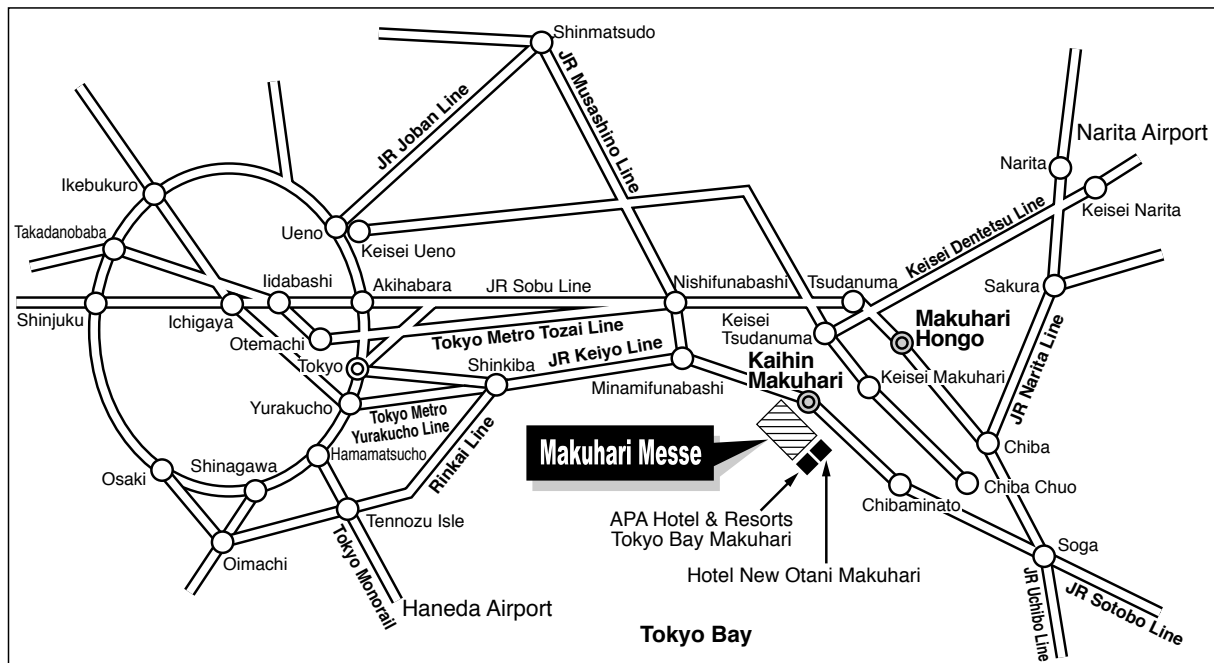 Shinmatsudo
JR Joban Line
JR Musashino Line
Narita Airport
Narita
Ikebukuro
Keisei Narita
Keisei Dentetsu Line
Takadanobaba
Ueno
Keisei Ueno
Iidabashi
Akihabara
JR Sobu Line
Nishifunabashi
Tsudanuma
Sakura
Shinjuku
Ichigaya
Otemachi
Tokyo Metro Tozai Line
Keisei
Tsudanuma
Makuhari
Hongo
Tokyo
Shinkiba
JR Keiyo Line
Minamifunabashi
Kaihin
Makuhari
Keisei Makuhari
JR Narita Line
Yurakucho
Tokyo Metro
Yurakucho Line
Hamamatsucho
Rinkai Line
Makuhari Messe
Chiba
Shinagawa
Osaki
Chiba Chuo
Chibaminato
Tennozu Isle
APA Hotel & Resorts
Tokyo Bay Makuhari
Oimachi
Hotel New Otani Makuhari
Soga
Tokyo Monorail
Haneda Airport
JR Uchibo Line
JR Sotobo Line
Tokyo Bay